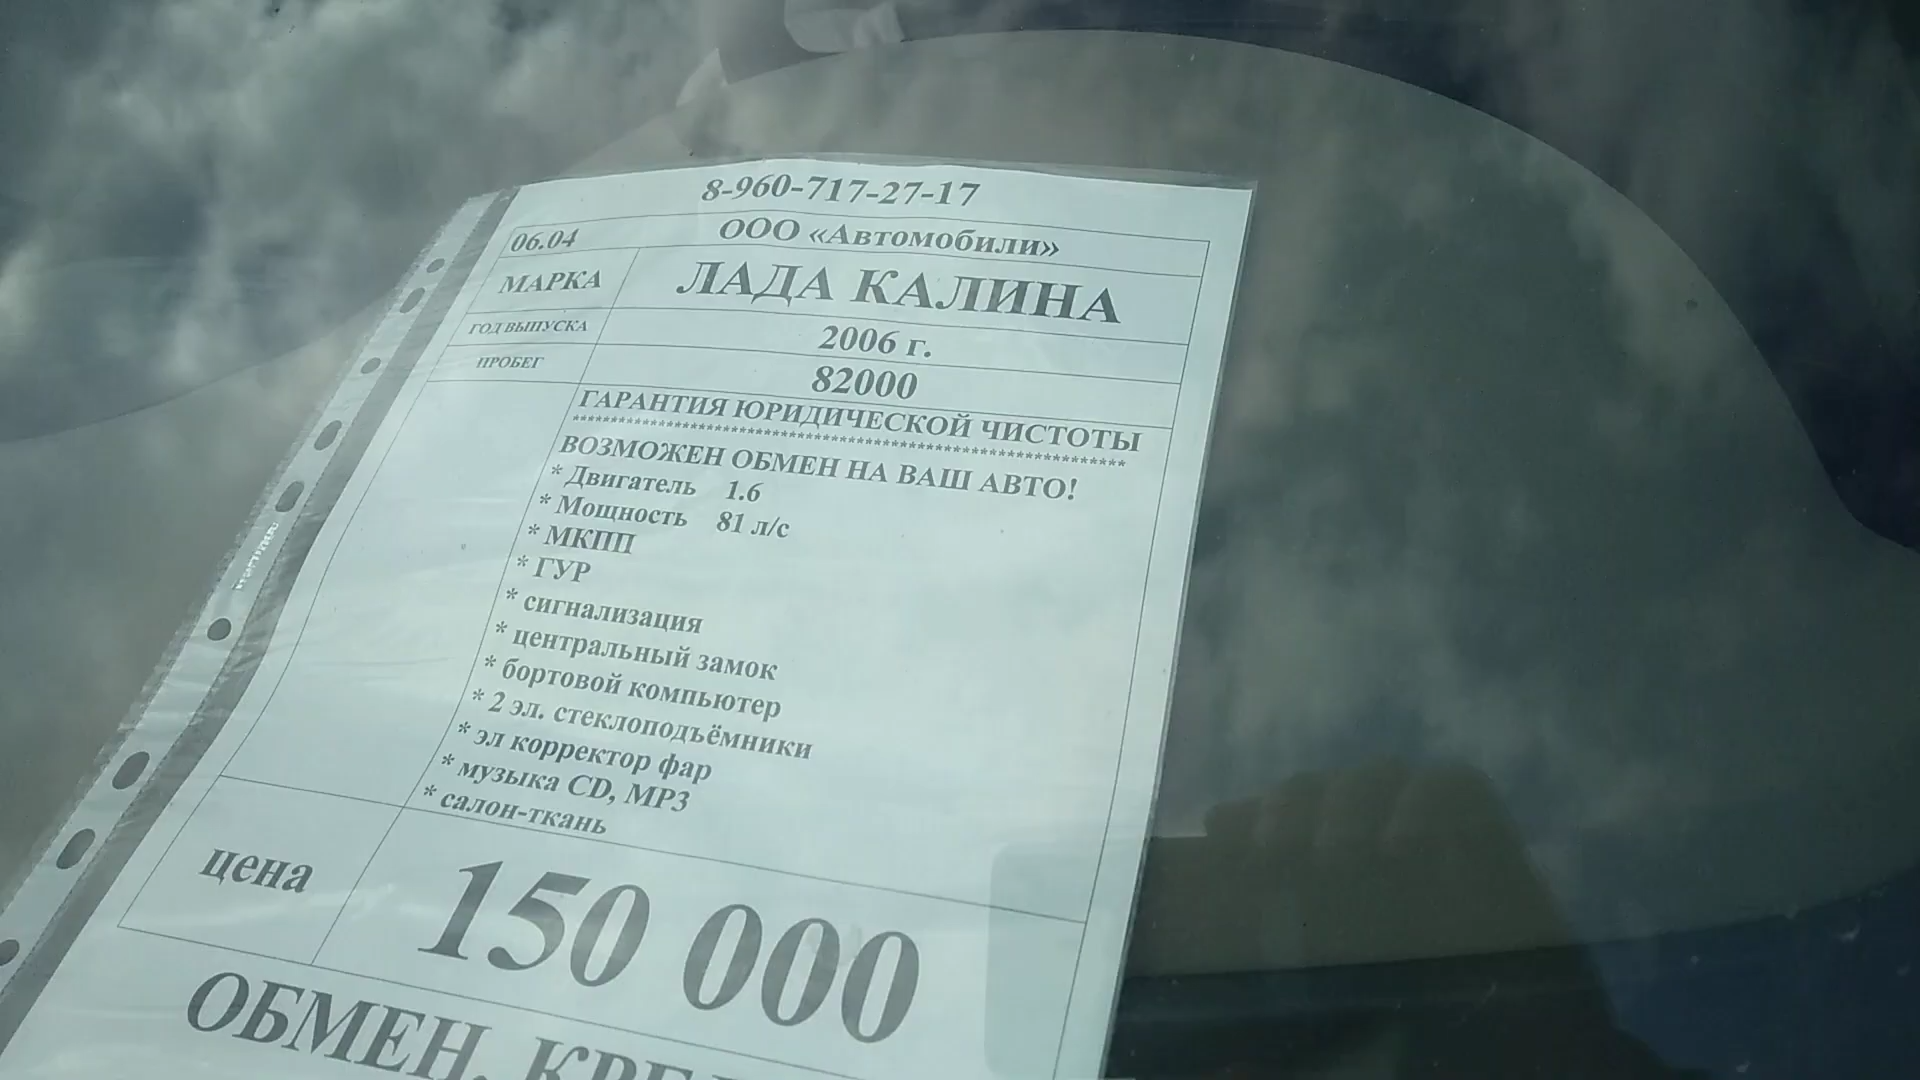 8-960-717-27-17
06.04 ООО «Автомобили»
МАРКА ЛАДА КАЛИНА
ГОД ВЫПУСКА 2006 г.
ПРОБЕГ 82000
ГАРАНТИЯ ЮРИДИЧЕСКОЙ ЧИСТОТЫ
ВОЗМОЖЕН ОБМЕН НА ВАШ АВТО!
* Двигатель 1.6
* Мощность 81 л/с
* МКПП
* ГУР
* сигнализация
* центральный замок
* бортовой компьютер
* 2 эл. стеклоподъёмники
* эл корректор фар
* музыка CD, MP3
* салон-ткань
цена 150 000
ОБМЕН,